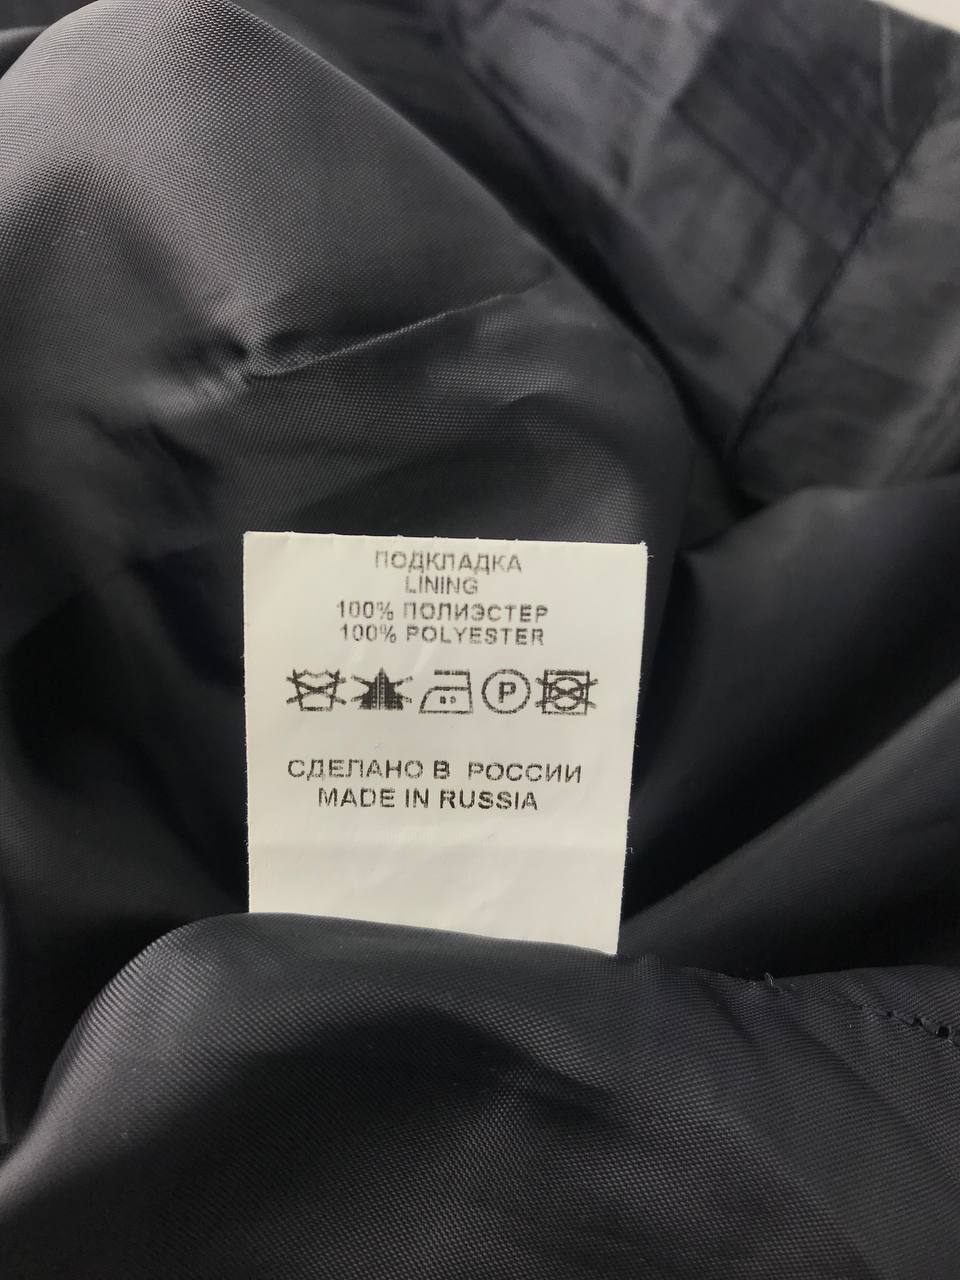 ПОДКЛАДКА
LINING
100% ПОЛИЭСТЕР
100% POLYESTER
P
СДЕЛАНО В РОССИИ
MADE IN RUSSIA